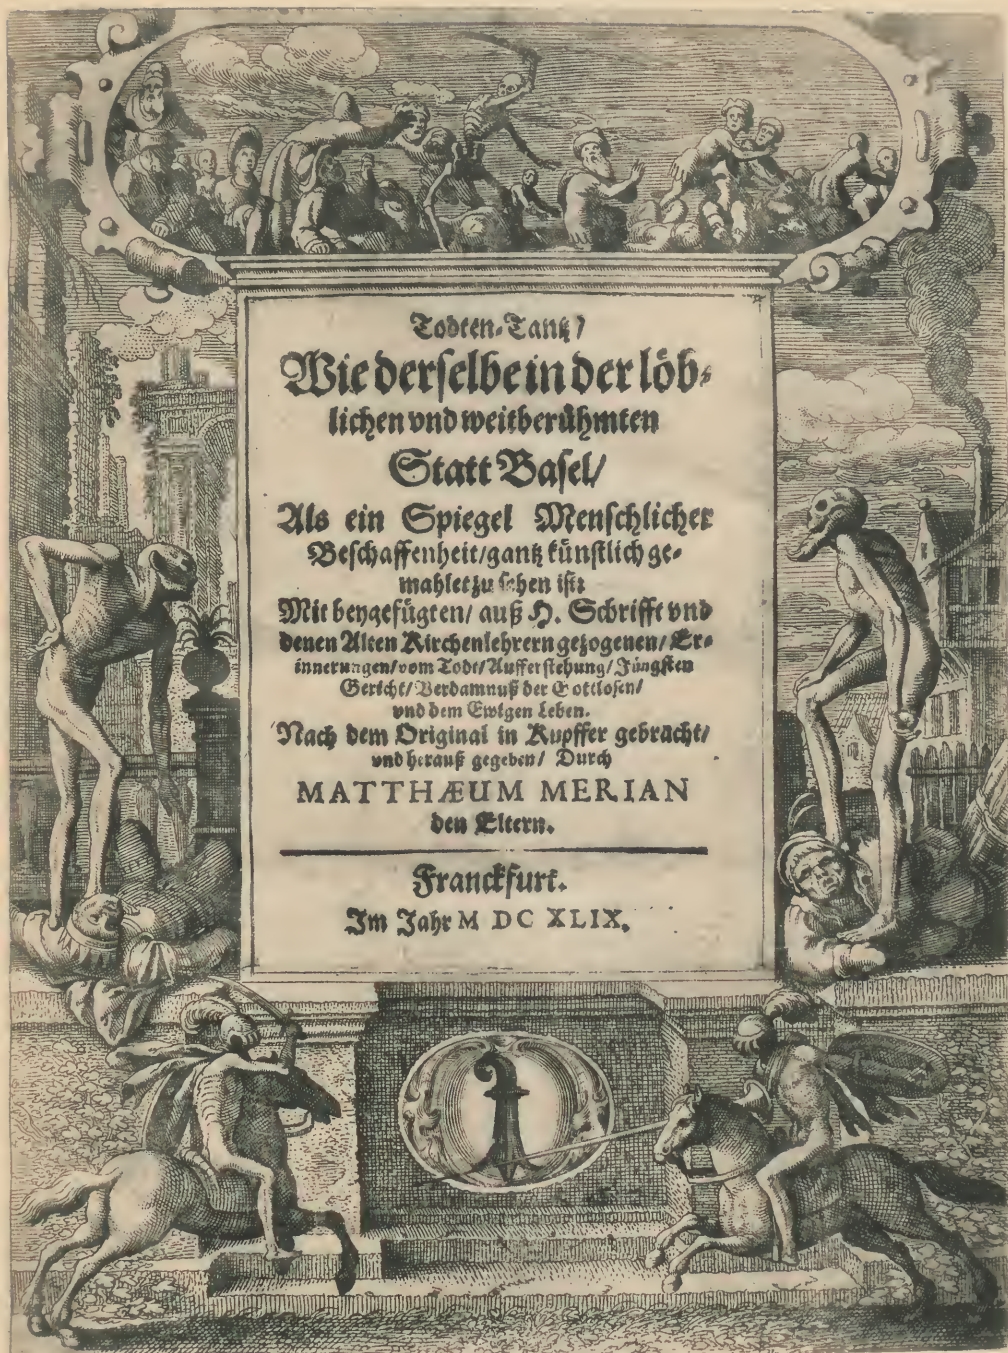 Todten-Tantz/
Wie derselbe in der löb-
lichen vnd weitberühmten
Statt Basel/
Als ein Spiegel Menschlicher
Beschaffenheit/gantz künstlich ge-
mahlet zu sehen ist:
Mit beygefügten/ auß H. Schrifft vnd
denen Alten Kirchenlehrern gezogenen/ Er-
innerungen/vom Todt/Aufferstehung/Jüngsten
Gericht/Verdamnuß der Gottlosen/
vnd dem Ewigen Leben.
Nach dem Original in Kupffer gebracht/
vnd herauß gegeben/ Durch
MATTHÆUM MERIAN
den Eltern.
Franckfurt.
Im Jahr M DC XLIX.